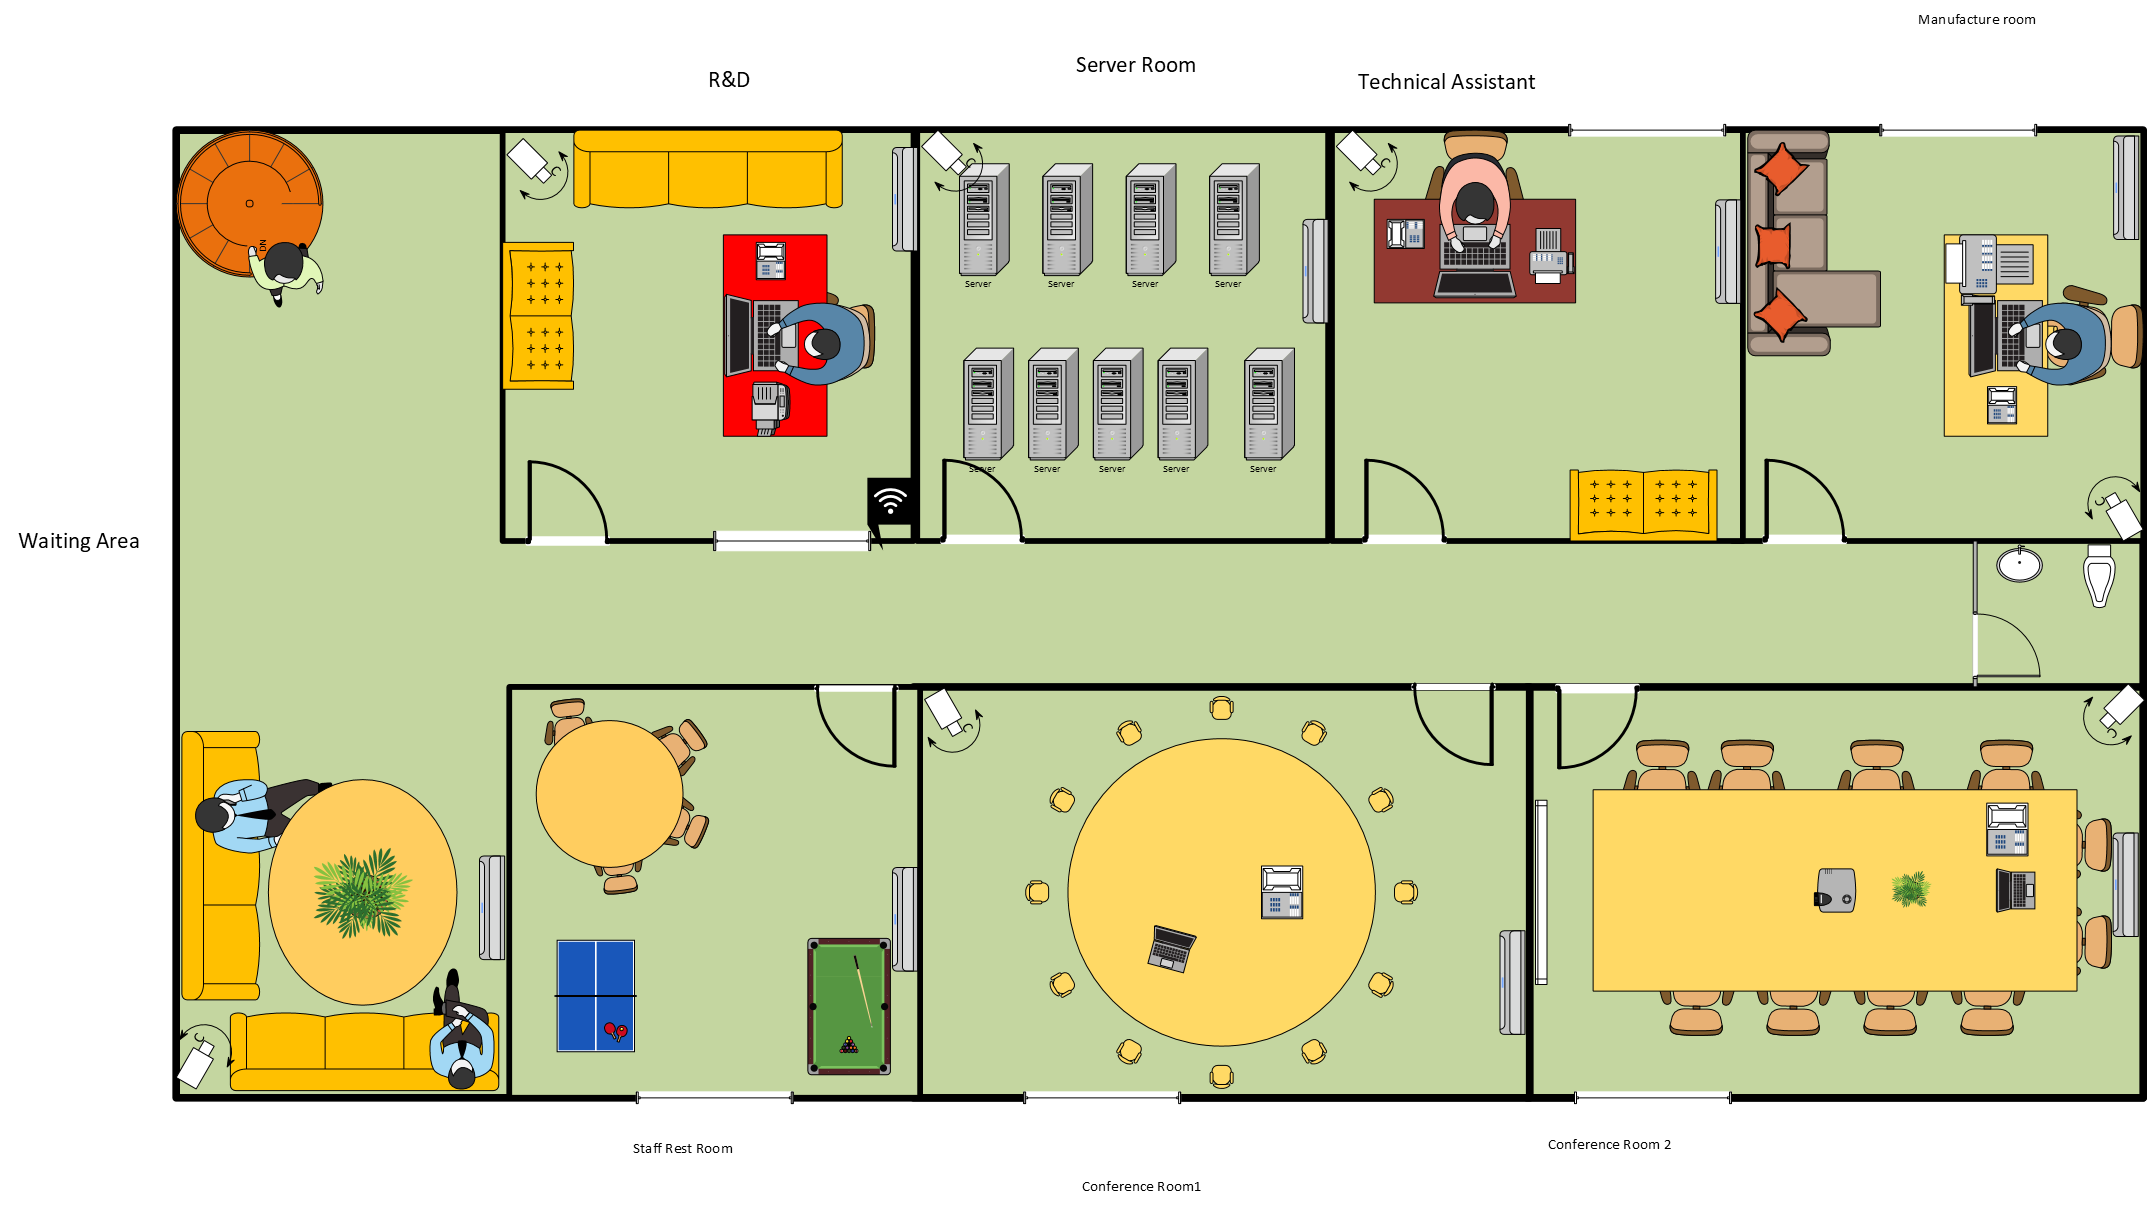 Manufacture room
Server Room
R&D
Technical Assistant
DN
Server
Server
Server
Server
Server
Server
Server
Server
Server
Waiting Area
Staff Rest Room
Conference Room 2
Conference Room1